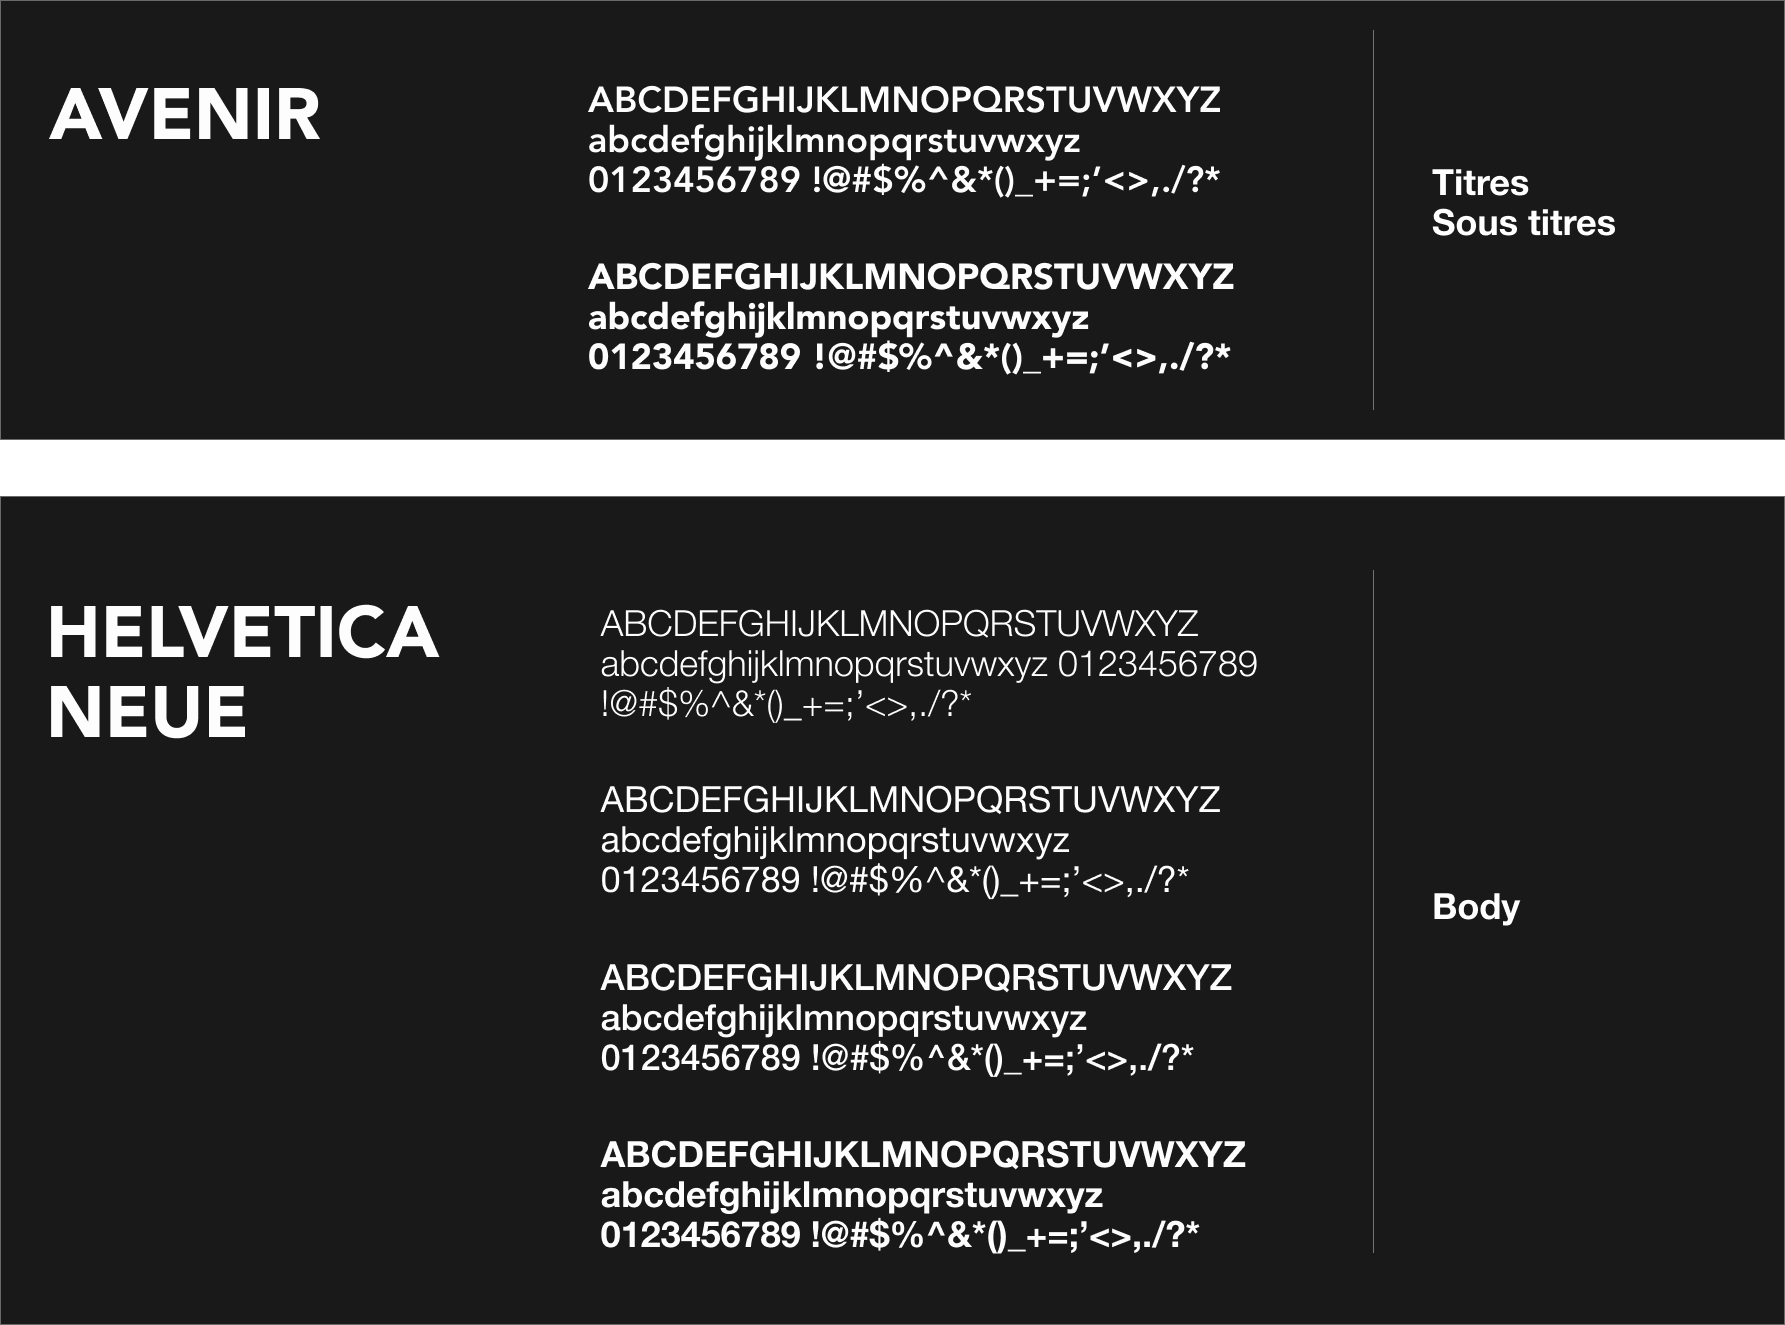 AVENIR
ABCDEFGHIJKLMNOPQRSTUVWXYZ
abcdefghijklmnopqrstuvwxyz
0123456789 !@#$%^&*()_+=;’<>,./?*
ABCDEFGHIJKLMNOPQRSTUVWXYZ
abcdefghijklmnopqrstuvwxyz
0123456789 !@#$%^&*()_+=;’<>,./?*
Titres
Sous titres
HELVETICA
NEUE
ABCDEFGHIJKLMNOPQRSTUVWXYZ
abcdefghijklmnopqrstuvwxyz 0123456789
!@#$%^&*()_+=;’<>,./?*
ABCDEFGHIJKLMNOPQRSTUVWXYZ
abcdefghijklmnopqrstuvwxyz
0123456789 !@#$%^&*()_+=;’<>,./?*
ABCDEFGHIJKLMNOPQRSTUVWXYZ
abcdefghijklmnopqrstuvwxyz
0123456789 !@#$%^&*()_+=;’<>,./?*
ABCDEFGHIJKLMNOPQRSTUVWXYZ
abcdefghijklmnopqrstuvwxyz
0123456789 !@#$%^&*()_+=;’<>,./?*
Body